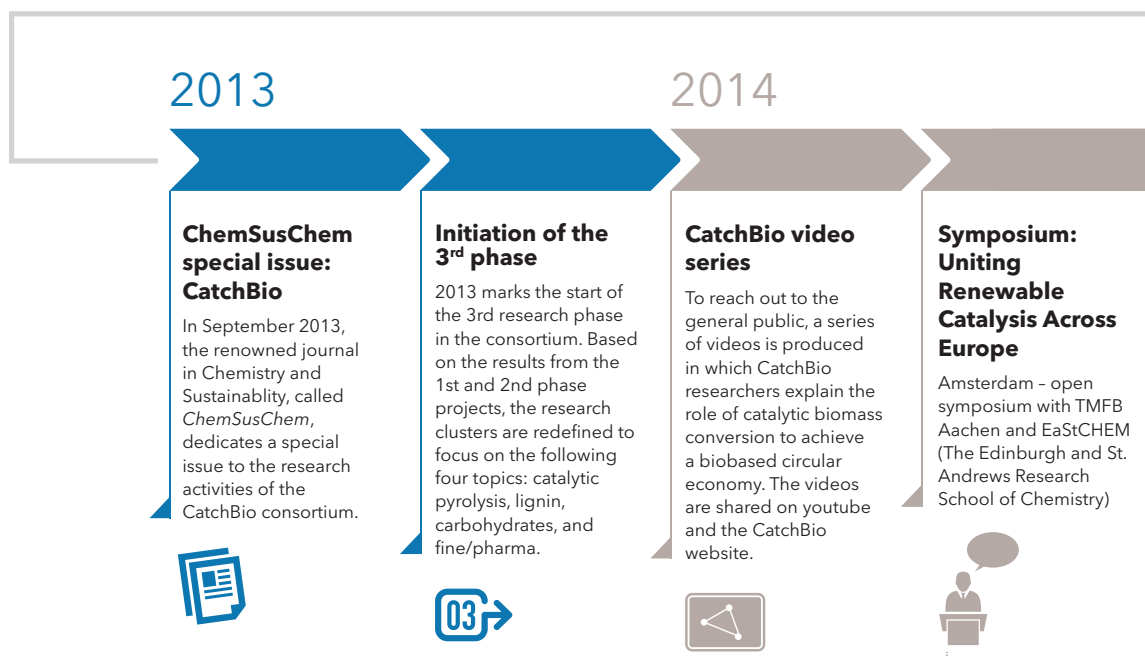 2013
2014
ChemSusChem
special issue:
CatchBio
In September 2013,
the renowned journal
in Chemistry and
Sustainablity, called
ChemSusChem,
dedicates a special
issue to the research
activities of the
CatchBio consortium.
Initiation of the
3rd phase
2013 marks the start of
the 3rd research phase
in the consortium. Based
on the results from the
1st and 2nd phase
projects, the research
clusters are redefined to
focus on the following
four topics: catalytic
pyrolysis, lignin,
carbohydrates, and
fine/pharma.
03
CatchBio video
series
To reach out to the
general public, a series
of videos is produced
in which CatchBio
researchers explain the
role of catalytic biomass
conversion to achieve
a biobased circular
economy. The videos
are shared on youtube
and the CatchBio
website.
Symposium:
Uniting
Renewable
Catalysis Across
Europe
Amsterdam – open
symposium with TMFB
Aachen and EaStCHEM
(The Edinburgh and St.
Andrews Research
School of Chemistry)